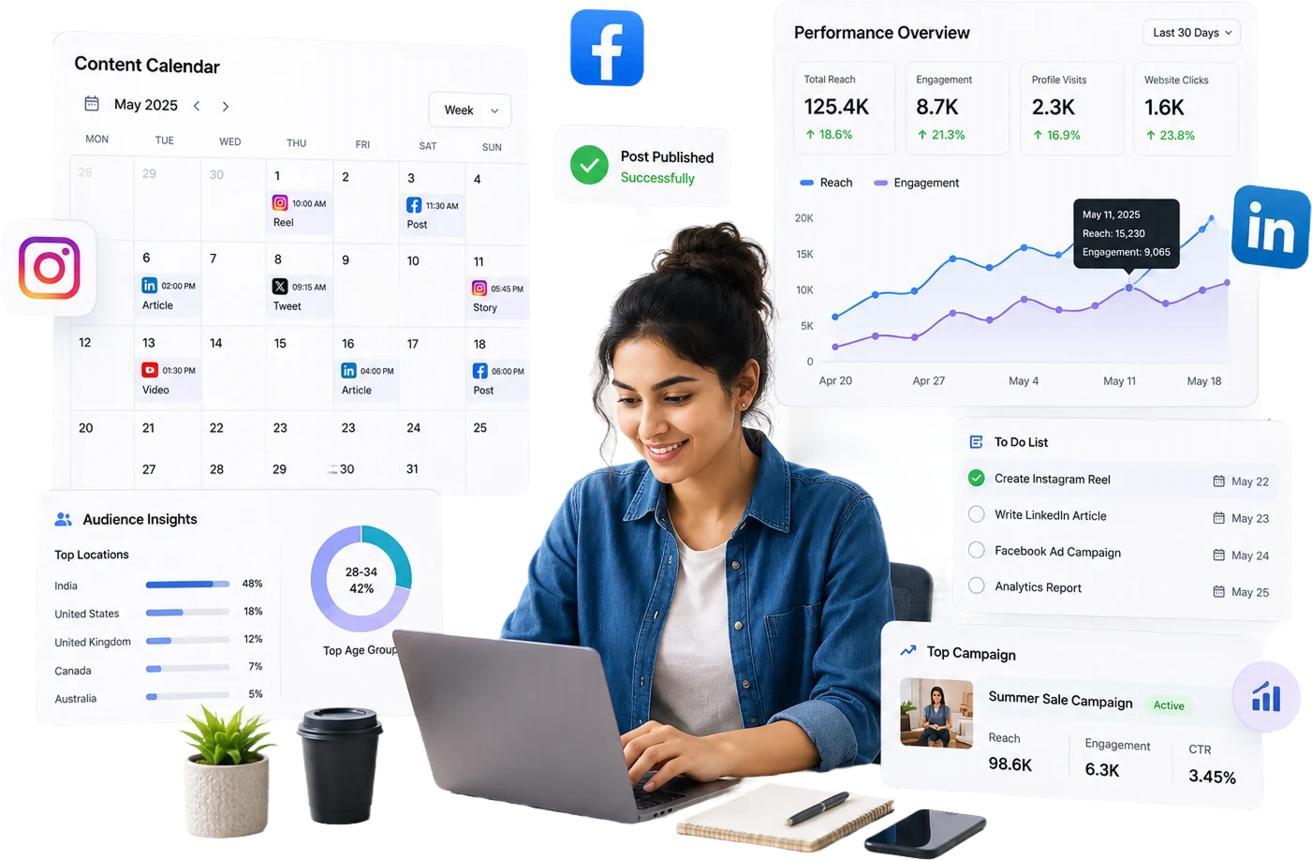 Content Calendar
May 2025
Week
MON TUE WED THU FRI SAT SUN
28 29 30 1 2 3 4
10:00 AM
Reel
11:30 AM
Post
6 7 8 9 10 11
02:00 PM
Article
09:15 AM
Tweet
05:45 PM
Story
12 13 14 15 16 17 18
01:30 PM
Video
04:00 PM
Article
06:00 PM
Post
20 21 22 23 23 24 25
27 28 29 30 31
f
Post Published
Successfully
Performance Overview
Last 30 Days
Total Reach
125.4K
18.6%
Engagement
8.7K
21.3%
Profile Visits
2.3K
16.9%
Website Clicks
1.6K
23.8%
Reach Engagement
20K
15K
10K
5K
0
May 11, 2025
Reach: 15,230
Engagement: 9,065
Apr 20 Apr 27 May 4 May 11 May 18
in
Audience Insights
Top Locations
India 48%
United States 18%
United Kingdom 12%
Canada 7%
Australia 5%
28-34
42%
Top Age Group
To Do List
Create Instagram Reel May 22
Write LinkedIn Article May 23
Facebook Ad Campaign May 24
Analytics Report May 25
Top Campaign
Summer Sale Campaign Active
Reach
98.6K
Engagement
6.3K
CTR
3.45%